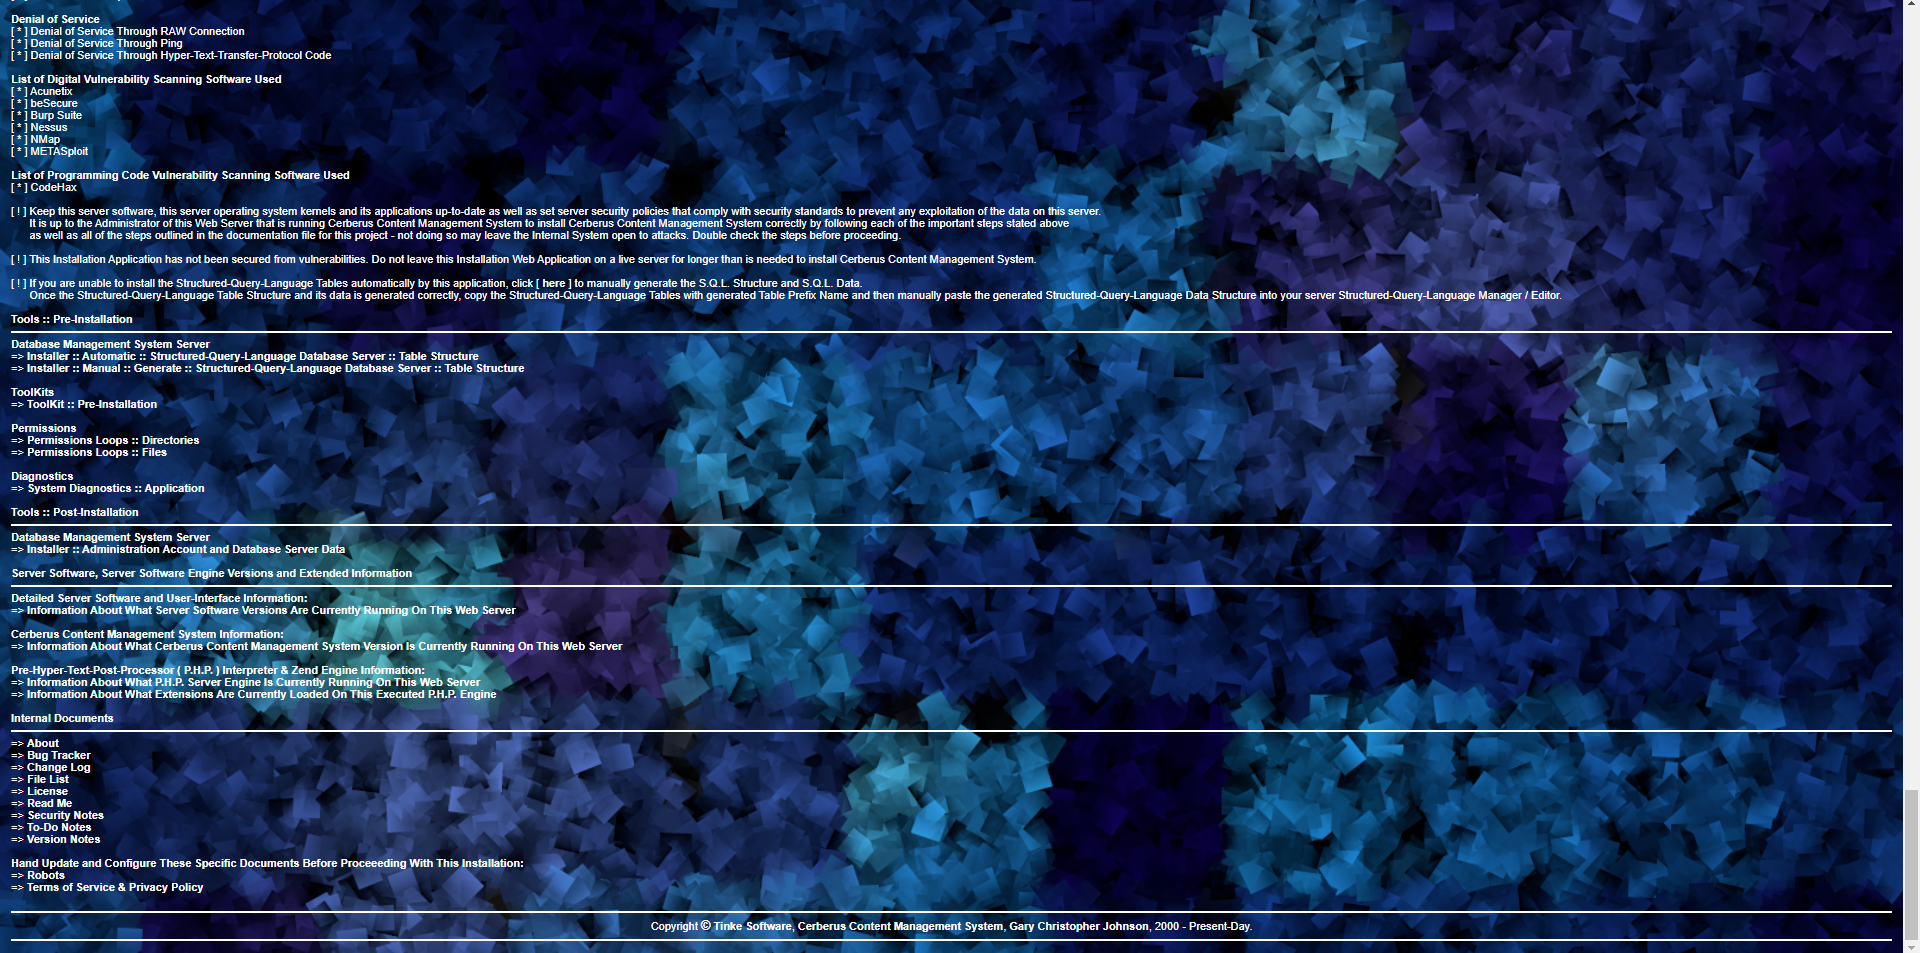 Denial of Service
[ * ] Denial of Service Through RAW Connection
[ * ] Denial of Service Through Ping
[ * ] Denial of Service Through Hyper-Text-Transfer-Protocol Code
List of Digital Vulnerability Scanning Software Used
[ * ] Acunetix
[ * ] beSecure
[ * ] Burp Suite
[ * ] Nessus
[ * ] NMap
[ * ] METASploit
List of Programming Code Vulnerability Scanning Software Used
[ * ] CodeHax
[ ! ] Keep this server software, this server operating system kernels and its applications up-to-date as well as set server security policies that comply with security standards to prevent any exploitation of the data on this server.
It is up to the Administrator of this Web Server that is running Cerberus Content Management System to install Cerberus Content Management System correctly by following each of the important steps stated above
as well as all of the steps outlined in the documentation file for this project - not doing so may leave the Internal System open to attacks. Double check the steps before proceeding.
[ ! ] This Installation Application has not been secured from vulnerabilities. Do not leave this Installation Web Application on a live server for longer than is needed to install Cerberus Content Management System.
[ ! ] If you are unable to install the Structured-Query-Language Tables automatically by this application, click [ here ] to manually generate the S.Q.L. Structure and S.Q.L. Data.
Once the Structured-Query-Language Table Structure and its data is generated correctly, copy the Structured-Query-Language Tables with generated Table Prefix Name and then manually paste the generated Structured-Query-Language Data Structure into your server Structured-Query-Language Manager / Editor.
Tools :: Pre-Installation
Database Management System Server
=> Installer :: Automatic :: Structured-Query-Language Database Server :: Table Structure
=> Installer :: Manual :: Generate :: Structured-Query-Language Database Server :: Table Structure
ToolKits
=> ToolKit :: Pre-Installation
Permissions
=> Permissions Loops :: Directories
=> Permissions Loops :: Files
Diagnostics
=> System Diagnostics :: Application
Tools :: Post-Installation
Database Management System Server
=> Installer :: Administration Account and Database Server Data
Server Software, Server Software Engine Versions and Extended Information
Detailed Server Software and User-Interface Information:
=> Information About What Server Software Versions Are Currently Running On This Web Server
Cerberus Content Management System Information:
=> Information About What Cerberus Content Management System Version Is Currently Running On This Web Server
Pre-Hyper-Text-Post-Processor ( P.H.P. ) Interpreter & Zend Engine Information:
=> Information About What P.H.P. Server Engine Is Currently Running On This Web Server
=> Information About What Extensions Are Currently Loaded On This Executed P.H.P. Engine
Internal Documents
=> About
=> Bug Tracker
=> Change Log
=> File List
=> License
=> Read Me
=> Security Notes
=> To-Do Notes
=> Version Notes
Hand Update and Configure These Specific Documents Before Proceeeding With This Installation:
=> Robots
=> Terms of Service & Privacy Policy
Copyright © Tinke Software, Cerberus Content Management System, Gary Christopher Johnson, 2000 - Present-Day.